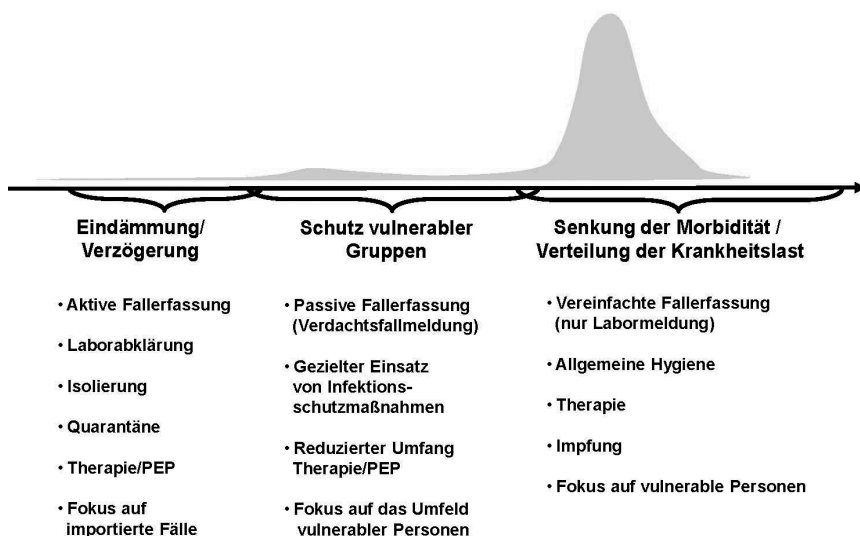 Eindämmung/
Verzögerung
• Aktive Fallerfassung
• Laborabklärung
• Isolierung
• Quarantäne
• Therapie/PEP
• Fokus auf
importierte Fälle
Schutz vulnerabler
Gruppen
• Passive Fallerfassung
(Verdachtsfallmeldung)
• Gezielter Einsatz
von Infektions-
schutzmaßnahmen
• Reduzierter Umfang
Therapie/PEP
• Fokus auf das Umfeld
vulnerabler Personen
Senkung der Morbidität /
Verteilung der Krankheitslast
• Vereinfachte Fallerfassung
(nur Labormeldung)
• Allgemeine Hygiene
• Therapie
• Impfung
• Fokus auf vulnerable Personen